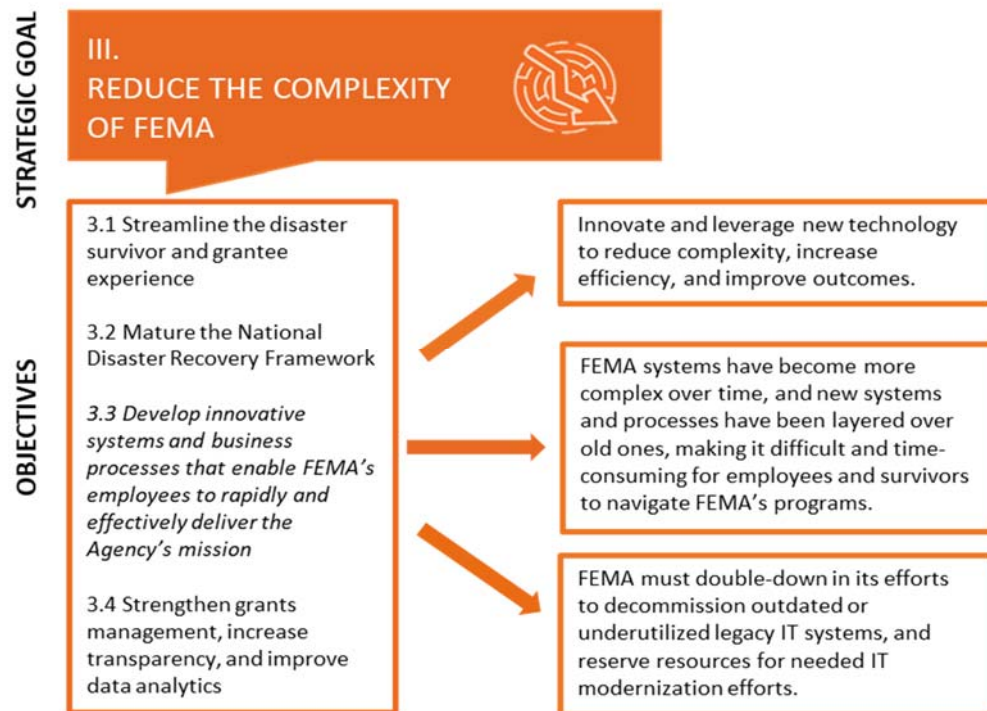 STRATEGIC GOAL
III.
REDUCE THE COMPLEXITY
OF FEMA
OBJECTIVES
3.1 Streamline the disaster
survivor and grantee
experience
3.2 Mature the National
Disaster Recovery Framework
3.3 Develop innovative
systems and business
processes that enable FEMA’s
employees to rapidly and
effectively deliver the
Agency’s mission
3.4 Strengthen grants
management, increase
transparency, and improve
data analytics
Innovate and leverage new technology
to reduce complexity, increase
efficiency, and improve outcomes.
FEMA systems have become more
complex over time, and new systems
and processes have been layered over
old ones, making it difficult and time-
consuming for employees and survivors
to navigate FEMA’s programs.
FEMA must double-down in its efforts
to decommission outdated or
underutilized legacy IT systems, and
reserve resources for needed IT
modernization efforts.